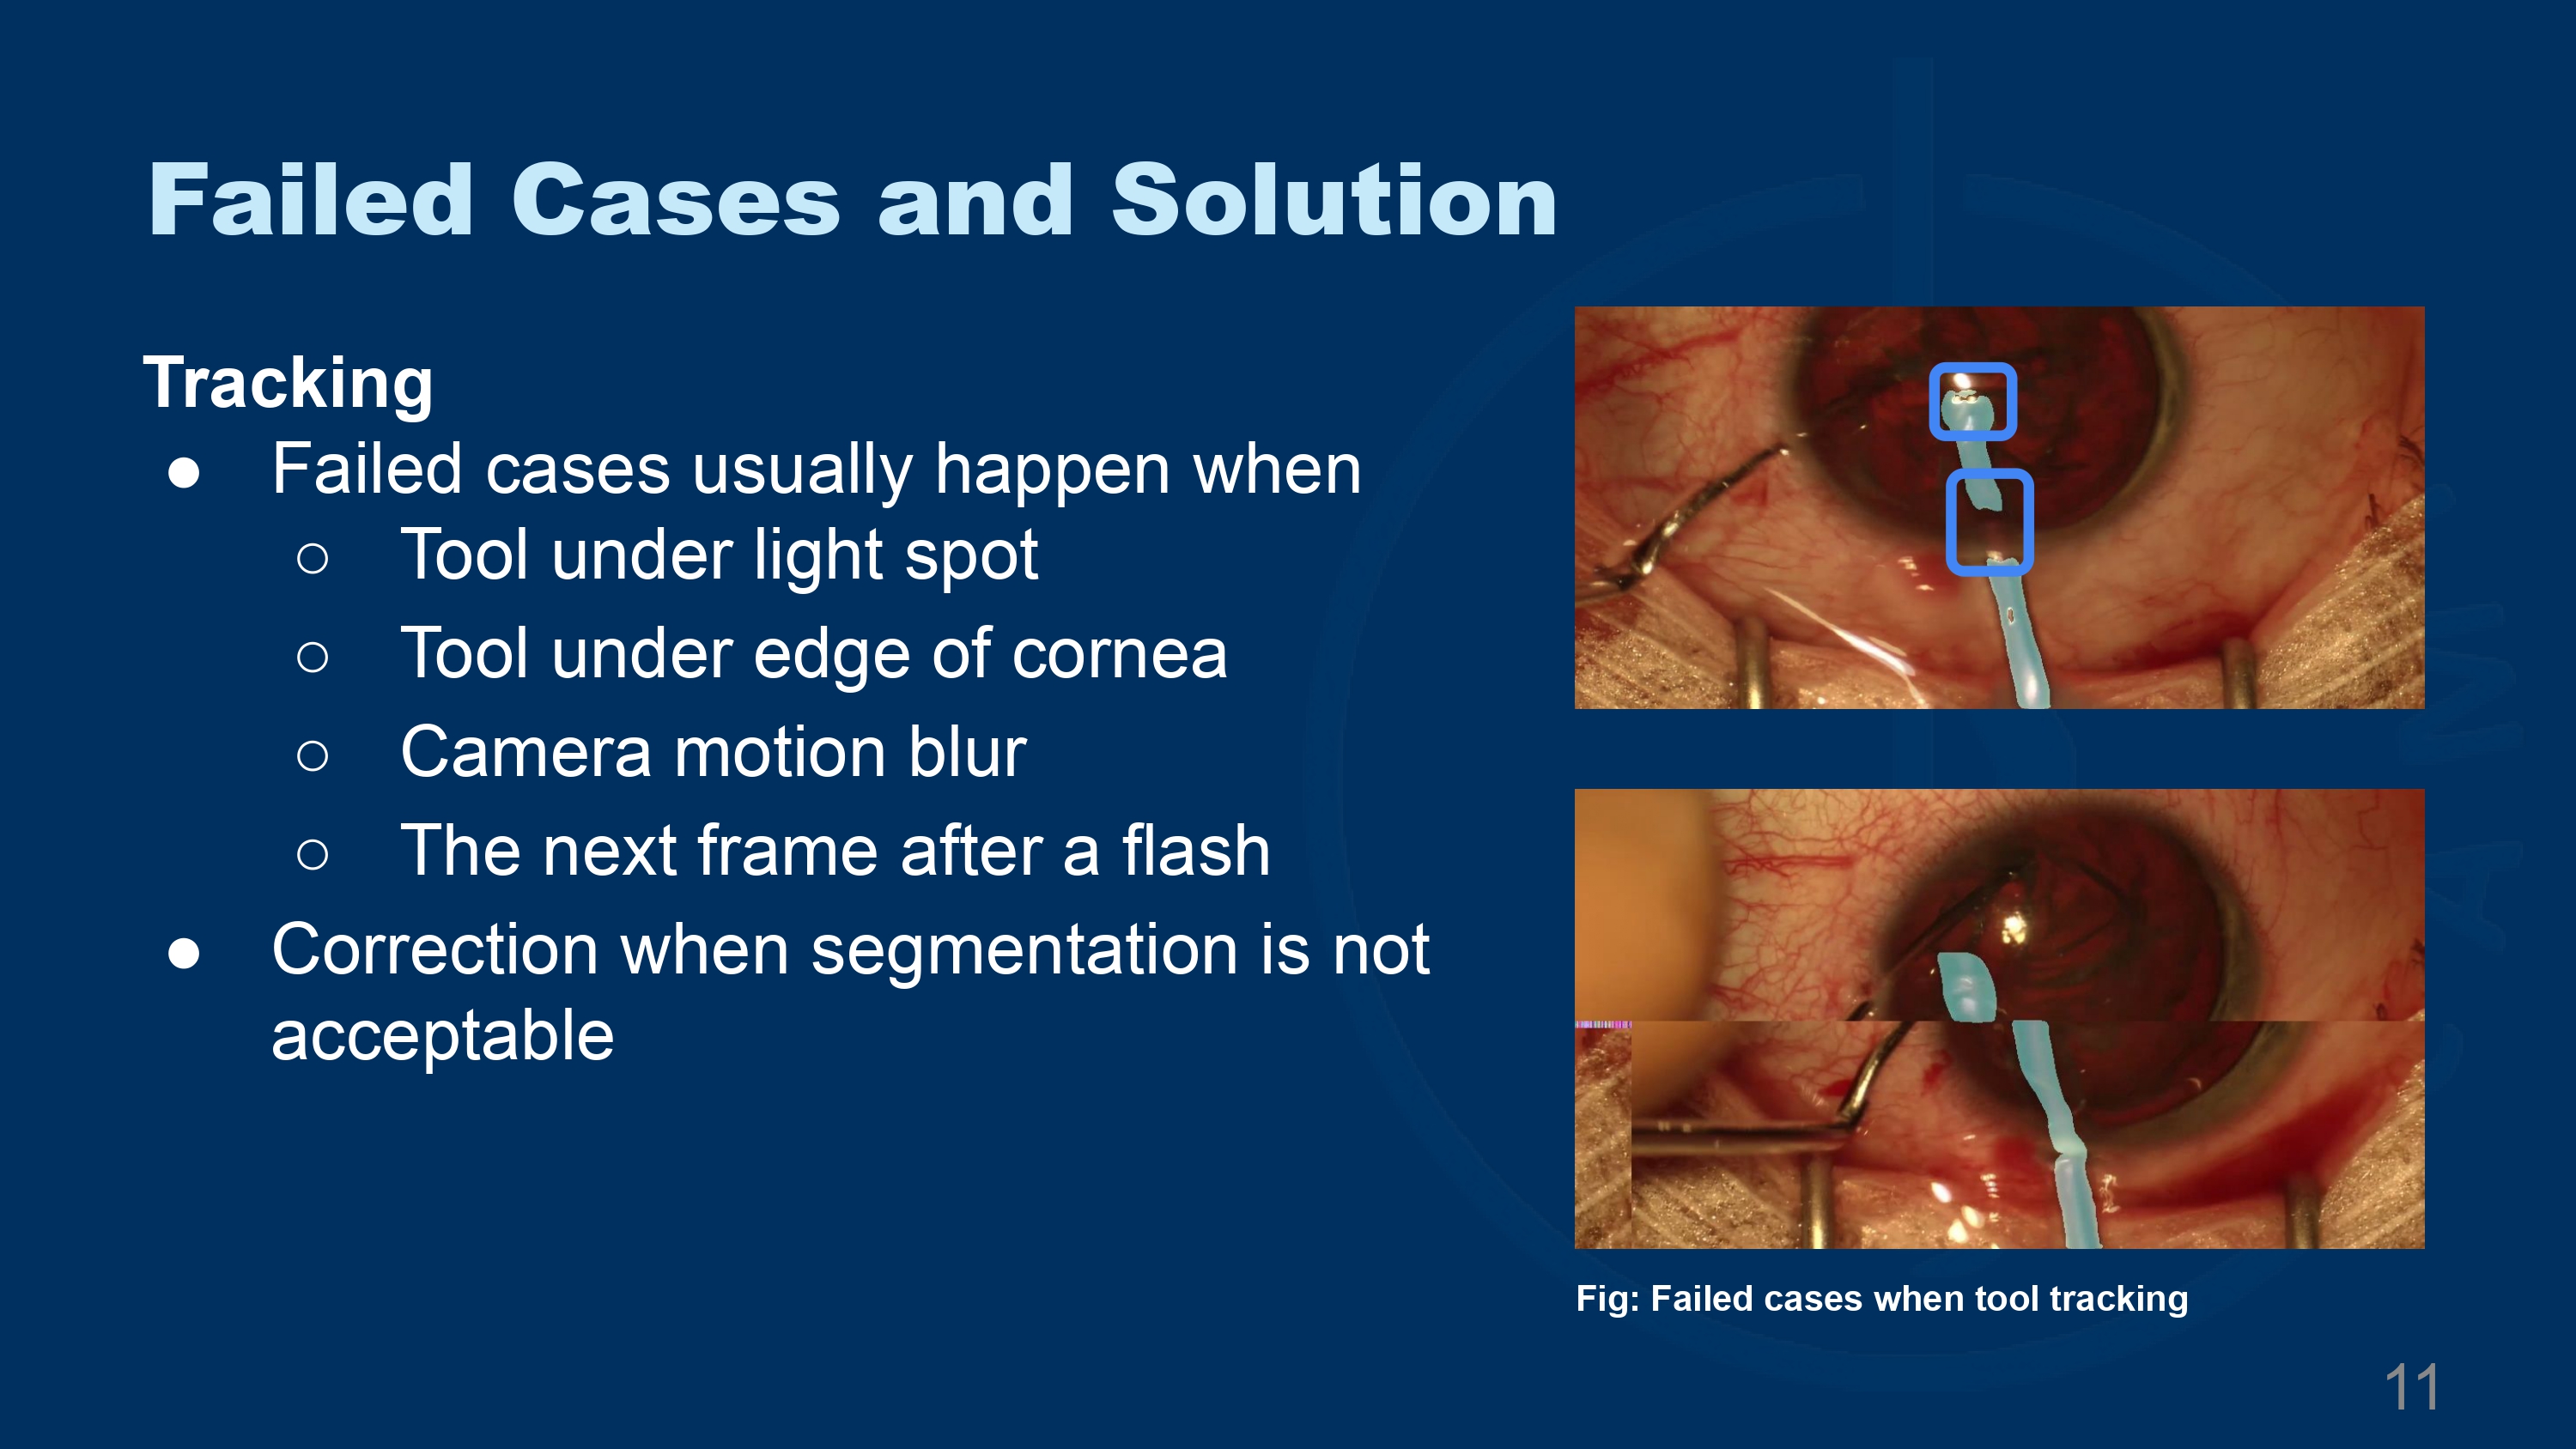 Failed Cases and Solution
Tracking
● Failed cases usually happen when
○ Tool under light spot
○ Tool under edge of cornea
○ Camera motion blur
○ The next frame after a flash
● Correction when segmentation is not
acceptable
Fig: Failed cases when tool tracking
11